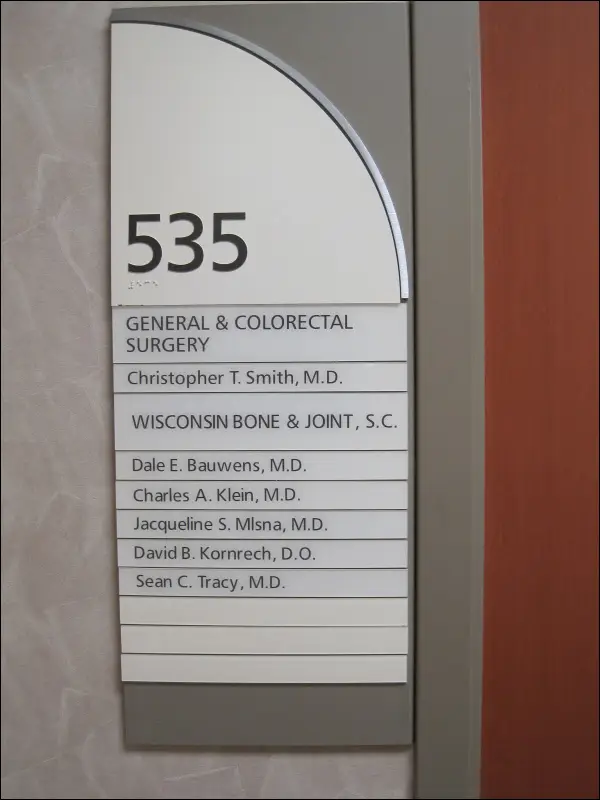 535
GENERAL & COLORECTAL
SURGERY
Christopher T. Smith, M.D.
WISCONSIN BONE & JOINT, S.C.
Dale E. Bauwens, M.D.
Charles A. Klein, M.D.
Jacqueline S. Mlsna, M.D.
David B. Kornrech, D.O.
Sean C. Tracy, M.D.